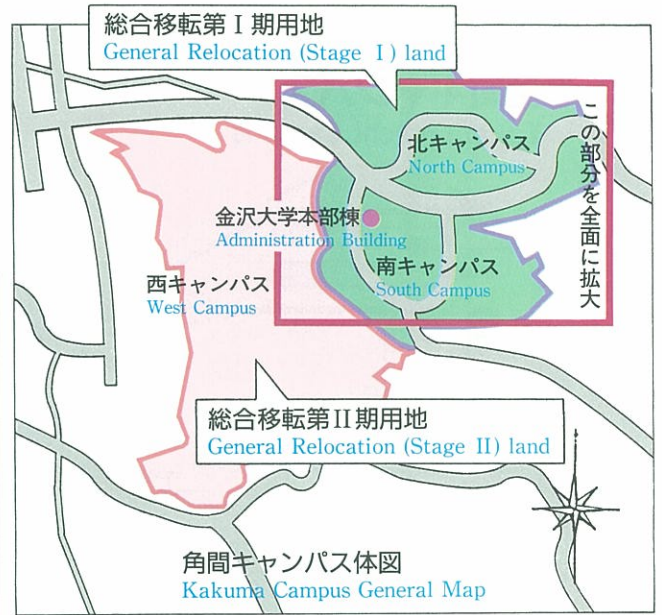 総合移転第Ⅰ期用地
General Relocation (Stage Ⅰ) land
この部分を全面に拡大
北キャンパス
North Campus
金沢大学本部棟
Administration Building
南キャンパス
South Campus
西キャンパス
West Campus
総合移転第Ⅱ期用地
General Relocation (Stage Ⅱ) land
角間キャンパス体図
Kakuma Campus General Map